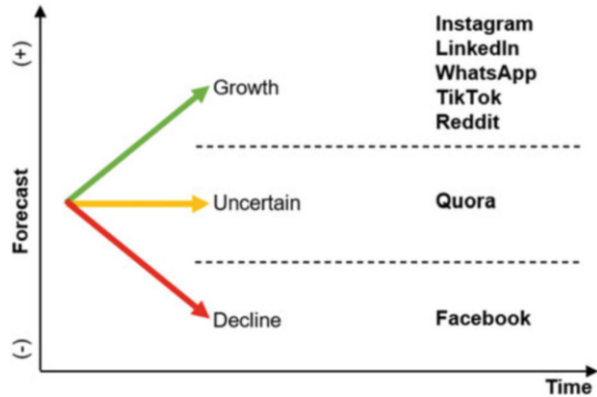 (+)
Forecast
(-)
Growth
Instagram
LinkedIn
WhatsApp
TikTok
Reddit
Uncertain
Quora
Decline
Facebook
Time